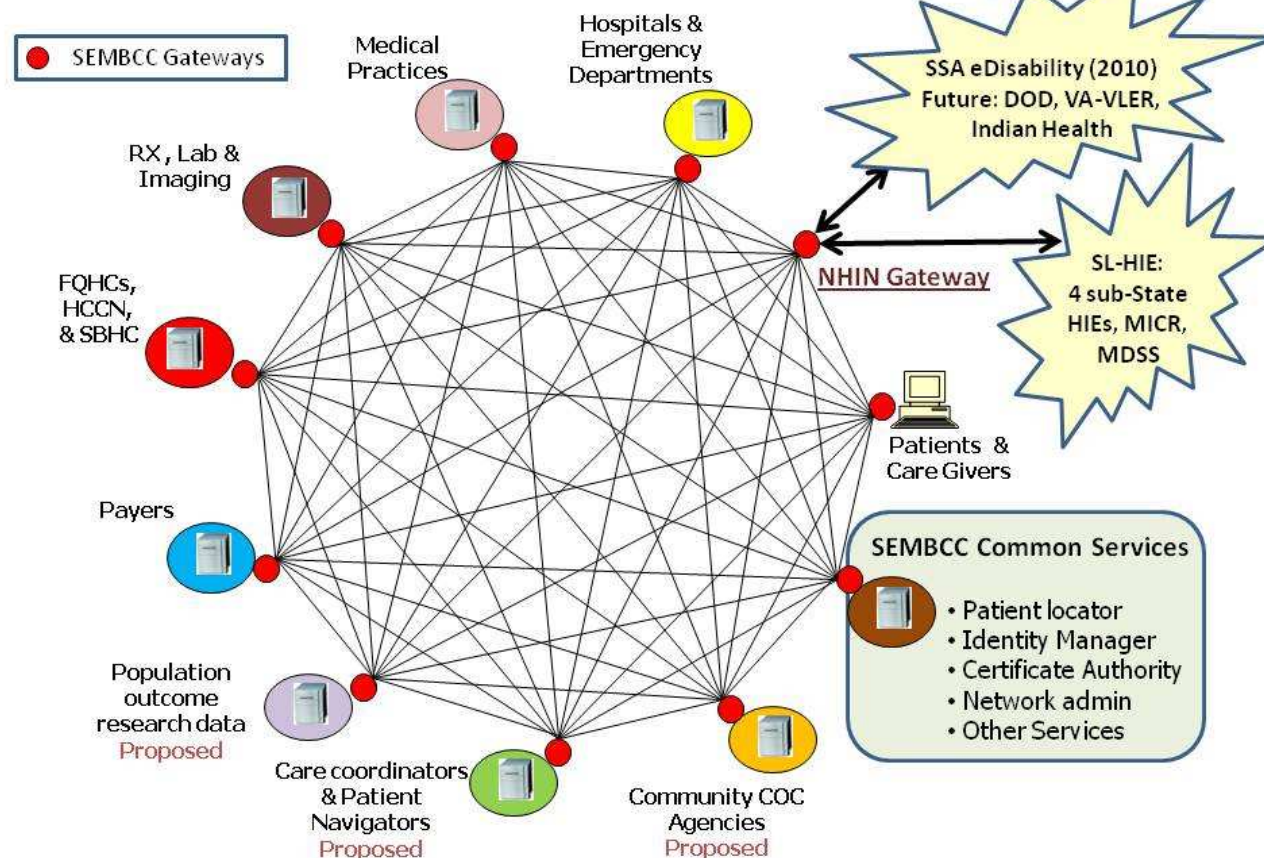 SEMBCC Gateways
Medical
Practices
Hospitals &
Emergency
Departments
SSA eDisability (2010)
Future: DOD, VA-VLER,
Indian Health
RX , Lab &
Imaging
NHIN Gateway
SL-HIE:
4 sub-State
HIEs, MICR,
MDSS
FQHCs,
HCCN,
& SBHC
Patients &
Care Givers
Payers
SEMBCC Common Services
• Patient locator
• Identity Manager
• Certificate Authority
• Network admin
• Other Services
Population
outcome
research data
Proposed
Care coordinators
& Patient
Navigators
Proposed
Community COC
Agencies
Proposed